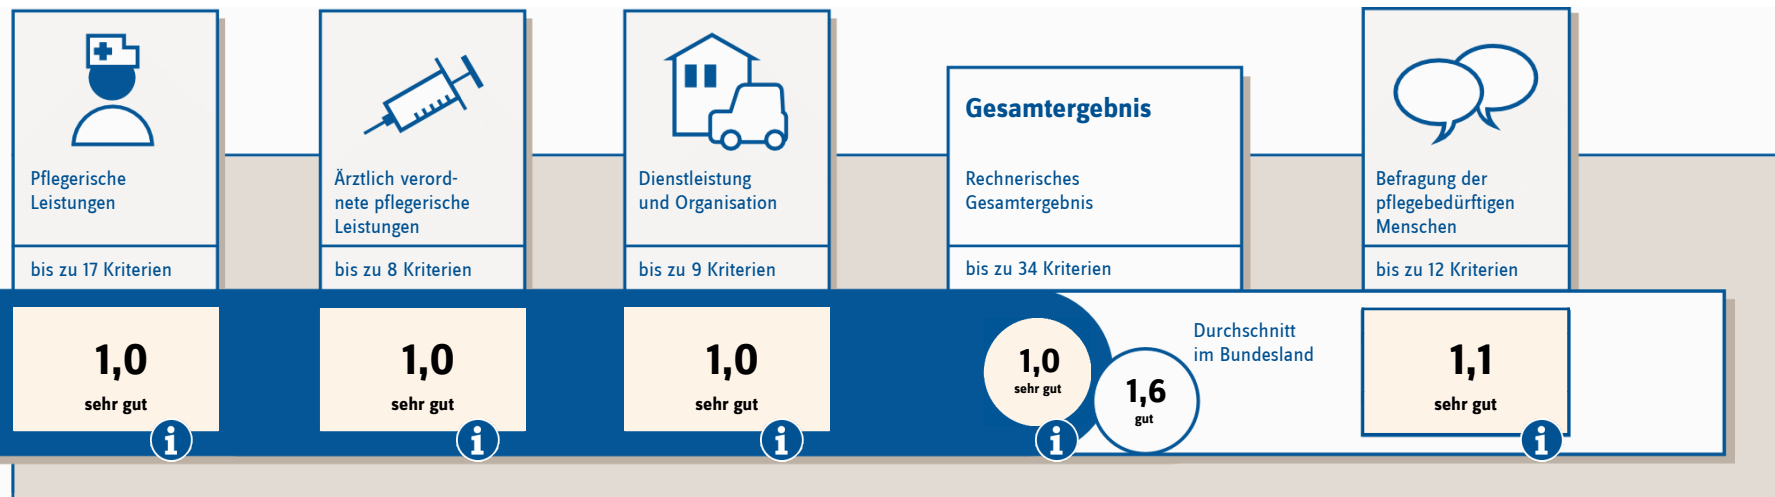 Pflegerische
Leistungen
bis zu 17 Kriterien
1,0
sehr gut
i
Ärztlich verord-
nete pflegerische
Leistungen
bis zu 8 Kriterien
1,0
sehr gut
i
Dienstleistung
und Organisation
bis zu 9 Kriterien
1,0
sehr gut
i
Gesamtergebnis
Rechnerisches
Gesamtergebnis
bis zu 34 Kriterien
1,0
sehr gut
i
1,6
gut
Durchschnitt
im Bundesland
Befragung der
pflegebedürftigen
Menschen
bis zu 12 Kriterien
1,1
sehr gut
i